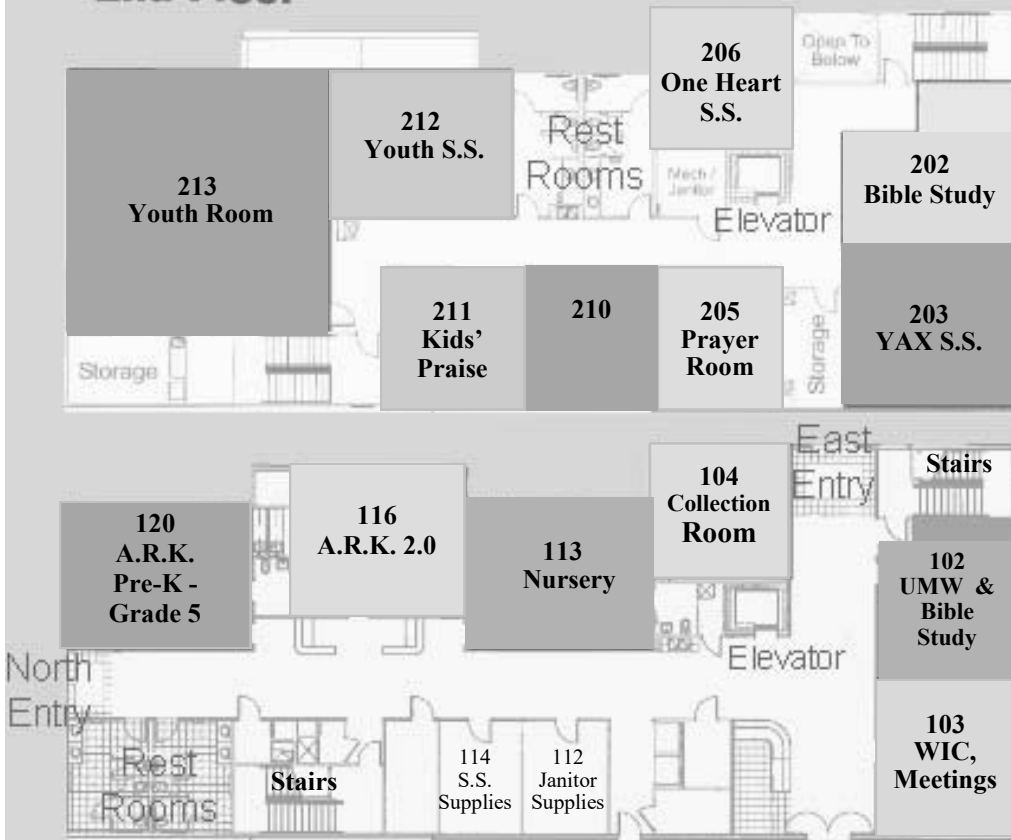 206
One Heart
S.S.
Open To
Below
212
Youth S.S.
Rest
Rooms
213
Youth Room
Mech /
Janitor
Elevator
202
Bible Study
211
Kids’
Praise
210
205
Prayer
Room
Storage
203
YAX S.S.
Storage
East
Entry
Stairs
104
Collection
Room
120
A.R.K.
Pre-K -
Grade 5
116
A.R.K. 2.0
113
Nursery
102
UMW &
Bible
Study
Elevator
North
Entry
103
WIC,
Meetings
Rest
Rooms
Stairs
114
S.S.
Supplies
112
Janitor
Supplies